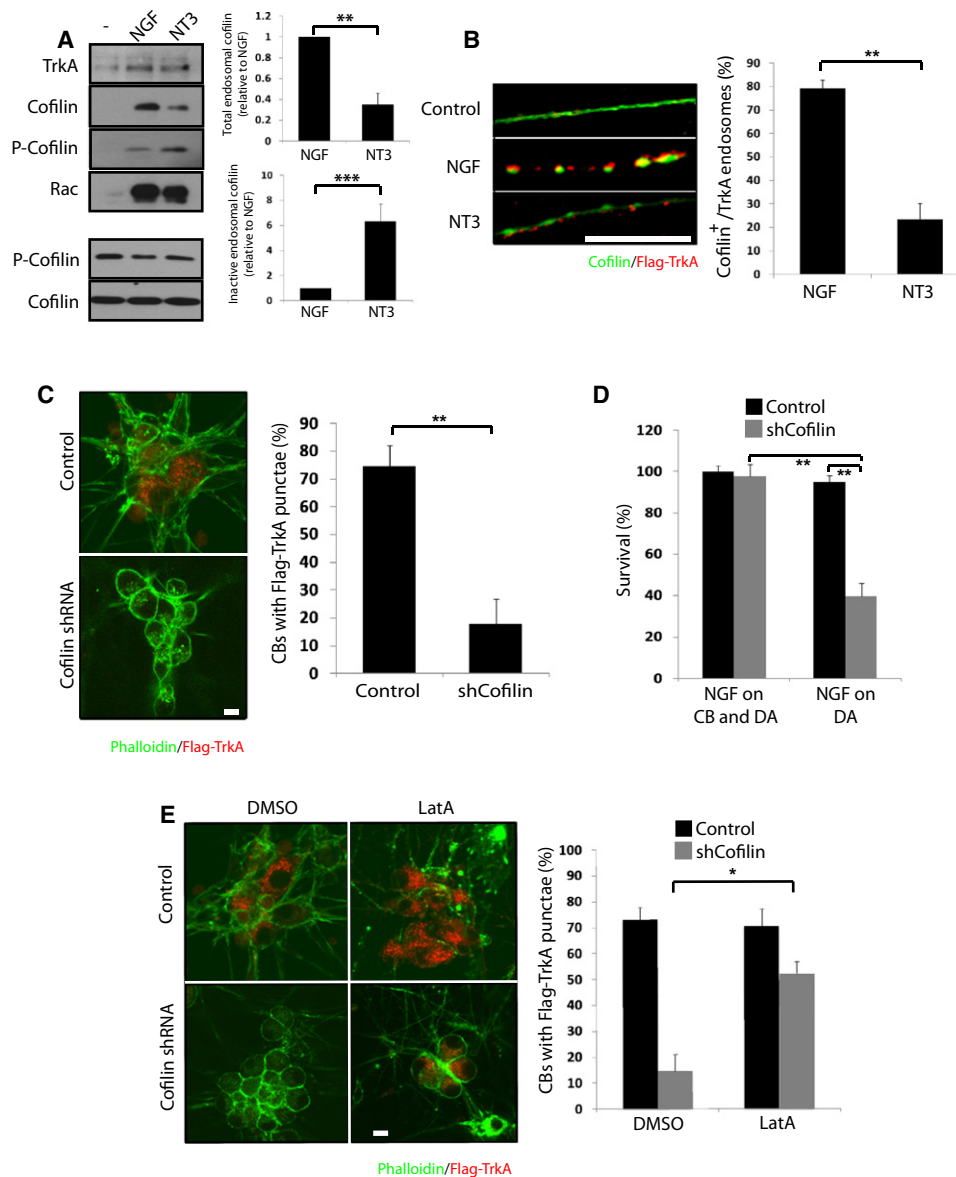 A
- NGF NT3
TrkA
Cofilin
P-Cofilin
Rac
P-Cofilin
Cofilin
Total endosomal cofilin
(relative to NGF)
1.2
1
0.8
0.6
0.4
0.2
0
**
NGF NT3
Inactive endosomal cofilin
(relative to NGF)
10
8
6
4
2
0
***
NGF NT3
B
Control
NGF
NT3
Cofilin/Flag-TrkA
Cofilin+/TrkA endosomes (%)
90
80
70
60
50
40
30
20
10
0
**
NGF NT3
C
Control
Cofilin shRNA
Phalloidin/Flag-TrkA
CBs with Flag-TrkA punctae (%)
90
80
70
60
50
40
30
20
10
0
**
Control shCofilin
D
Control
shCofilin
Survival (%)
120
100
80
60
40
20
0
**
**
NGF on
CB and DA
NGF on
DA
E
DMSO LatA
Control
Cofilin shRNA
Phalloidin/Flag-TrkA
Control
shCofilin
CBs with Flag-TrkA punctae (%)
100
90
80
70
60
50
40
30
20
10
0
*
DMSO LatA